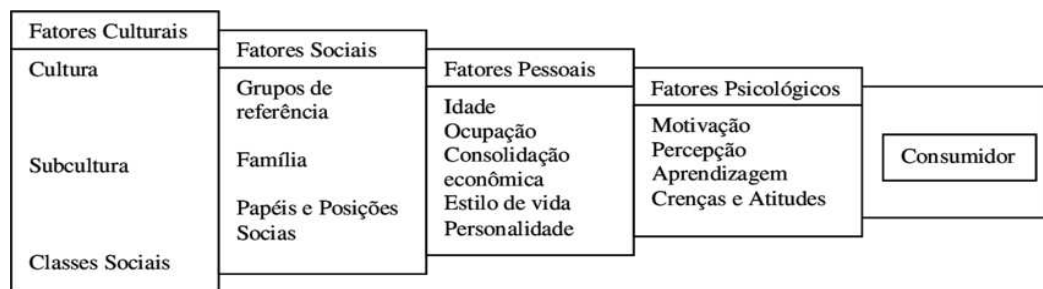 Fatores Culturais
Cultura
Subcultura
Classes Sociais
Fatores Sociais
Grupos de
referência
Família
Papéis e Posições
Socias
Fatores Pessoais
Idade
Ocupação
Consolidação
econômica
Estilo de vida
Personalidade
Fatores Psicológicos
Motivação
Percepção
Aprendizagem
Crenças e Atitudes
Consumidor